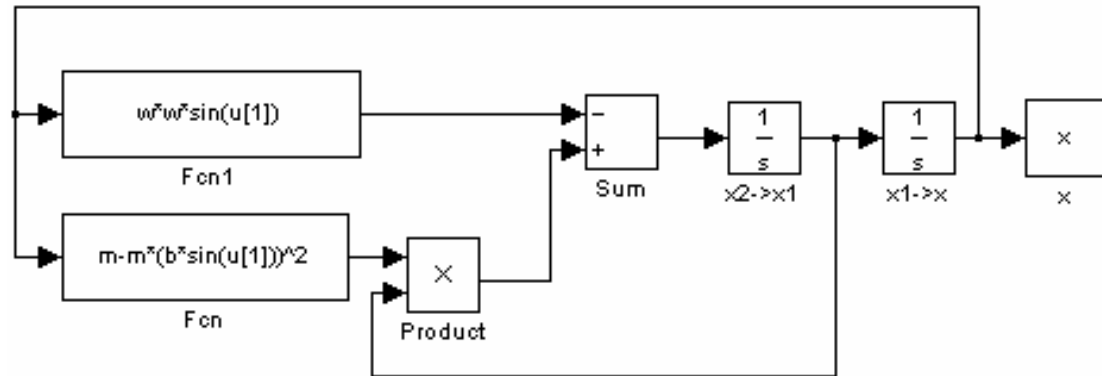 w*w*sin(u[1])
Fcn1
−
+
Sum
1
s
x2->x1
1
s
x1->x
x
x
m-m*(b*sin(u[1]))^2
Fcn
×
Product